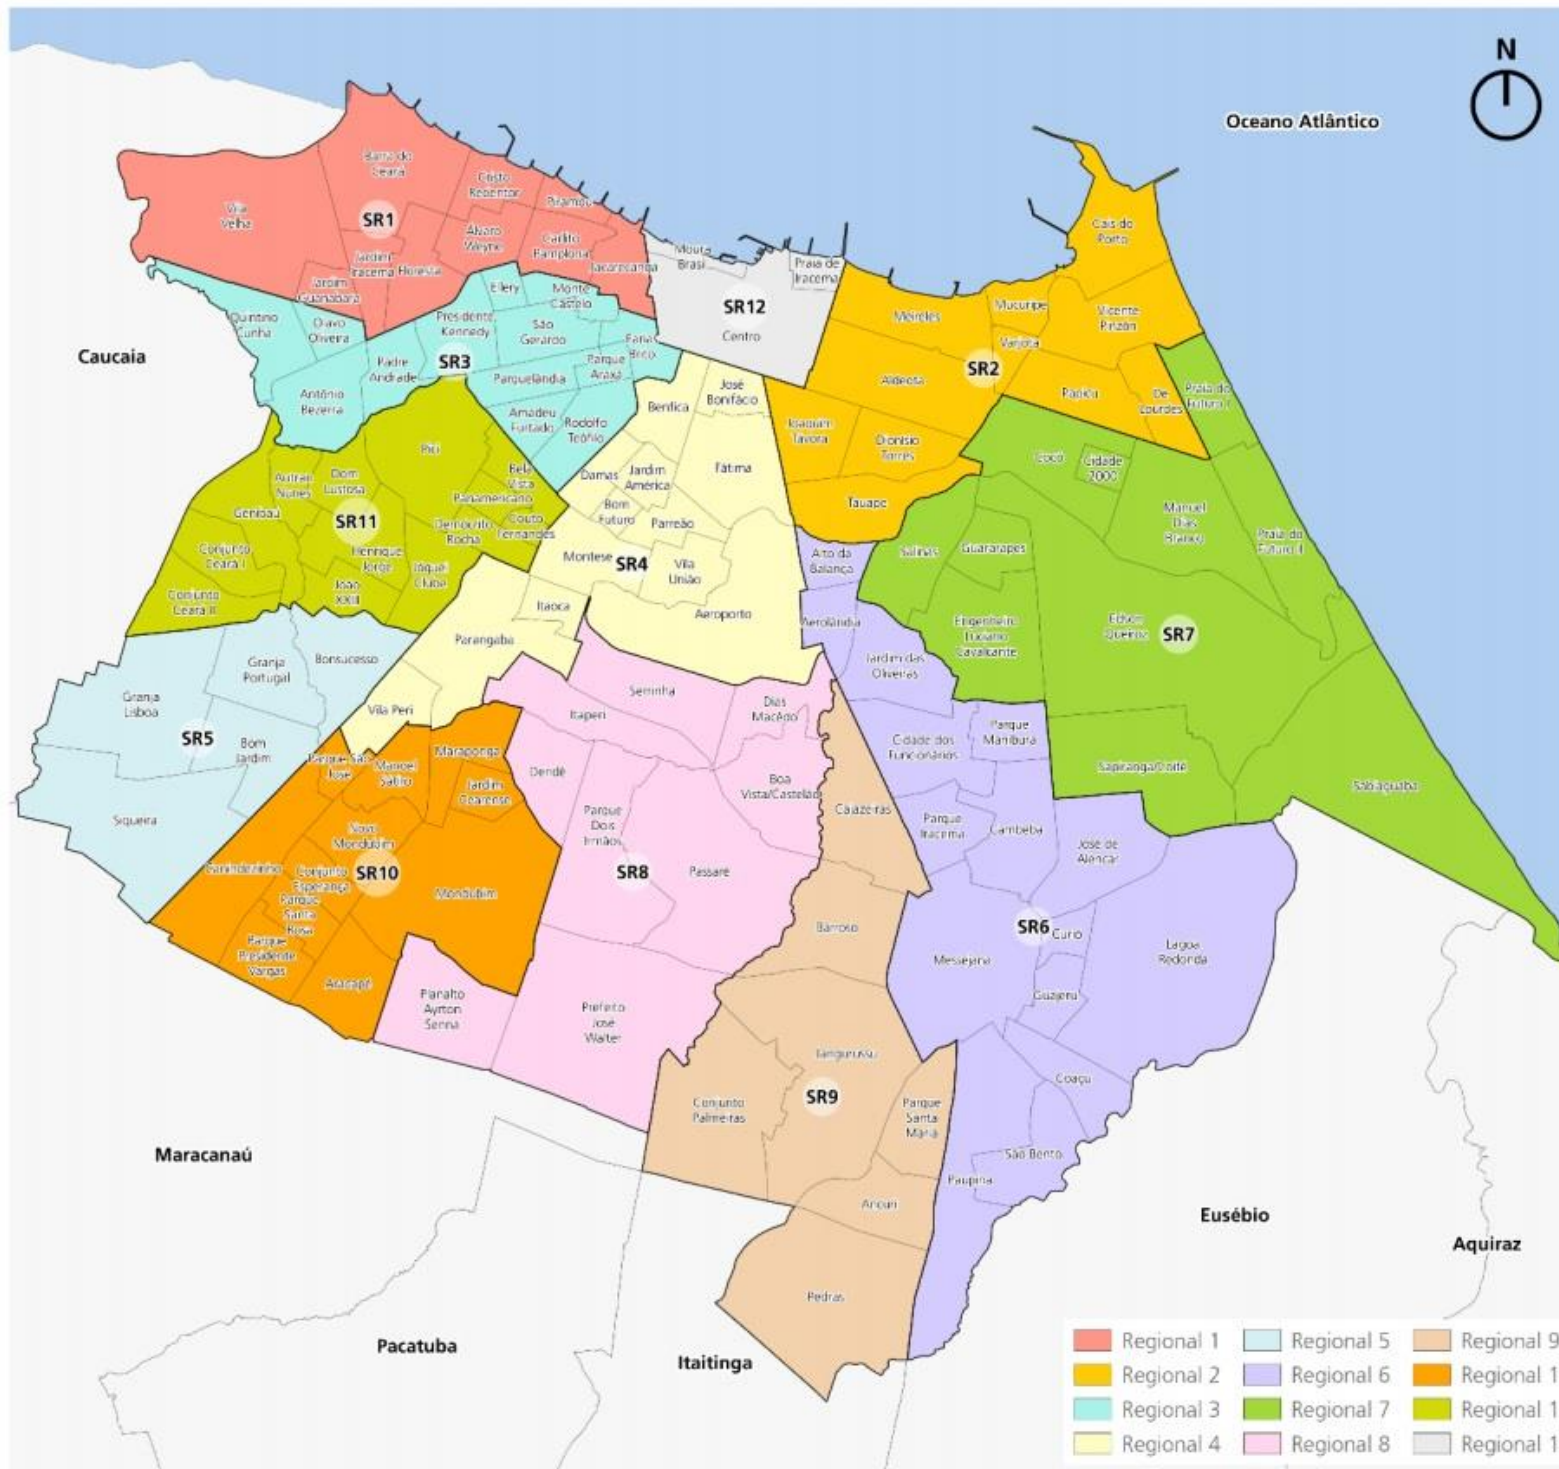 N
Oceano Atlântico
Barra do
Ceará
Cristo
Redentor
Pirambu
Vila
Velha
SR1
Álvaro
Weyne
Carlito
Pamplona
Jardim
Iracema
Floresta
Jacarecanga
Jardim
Guanabara
Moura
Brasi
Praia de
Iracema
SR12
Centro
Cais do
Porto
Mucuripe
Vicente
Pinzón
Meireles
Varjota
SR2
Aldeota
Papicu
De
Lourdes
Joaquim
Távora
Dionísio
Torres
Tauape
Caucaia
Quintino
Cunha
Olavo
Oliveira
Ellery
Monte
Castelo
Presidente
Kennedy
São
Gerardo
Farias
Brito
Padre
Andrade
SR3
Parquelândia
Parque
Araxá
Antônio
Bezerra
Amadeu
Furtado
Rodolfo
Teófilo
Benfica
José
Bonifácio
Damas
Jardim
América
Fátima
Bom
Futuro
Parreão
Montese
SR4
Vila
União
Aeroporto
Itaoca
Parangaba
Vila Peri
Pici
Bela
Vista
Autran
Nunes
Dom
Lustosa
Panamericano
Genibaú
SR11
Demócrito
Rocha
Couto
Fernandes
Conjunto
Ceará I
Henrique
Jorge
Jóquei
Clube
Conjunto
Ceará II
João
XXIII
Praia do
Futuro I
Cocó
Cidade
2000
Manuel
Dias
Branco
Praia do
Futuro II
Salinas
Guararapes
Engenheiro
Luciano
Cavalcante
Edson
Queiroz
SR7
Sapiranga/Coité
Sabiaguaba
Alto da
Balança
Aerolândia
Jardim das
Oliveiras
Cidade dos
Funcionários
Parque
Manibura
Parque
Iracema
Cambeba
José de
Alencar
SR6
Curió
Messejana
Lagoa
Redonda
Guajeru
Coaçu
São Bento
Paupina
Granja
Portugal
Bonsucesso
Granja
Lisboa
SR5
Bom
Jardim
Siqueira
Parque São
José
Manoel
Sátiro
Maraponga
Jardim
Cearense
Novo
Mondubim
Canindezinho
Conjunto
Esperança
SR10
Mondubim
Parque
Santa
Rosa
Parque
Presidente
Vargas
Aracapé
Serrinha
Itaperi
Dias
Macêdo
Dendê
Boa
Vista/Castelão
Parque
Dois
Irmãos
SR8
Passaré
Planalto
Ayrton
Senna
Prefeito
José
Walter
Cajazeiras
Barroso
Jangurussu
SR9
Conjunto
Palmeiras
Parque
Santa
Maria
Ancuri
Pedras
Maracanaú
Pacatuba
Itaitinga
Eusébio
Aquiraz
Regional 1
Regional 2
Regional 3
Regional 4
Regional 5
Regional 6
Regional 7
Regional 8
Regional 9
Regional 1
Regional 1
Regional 1